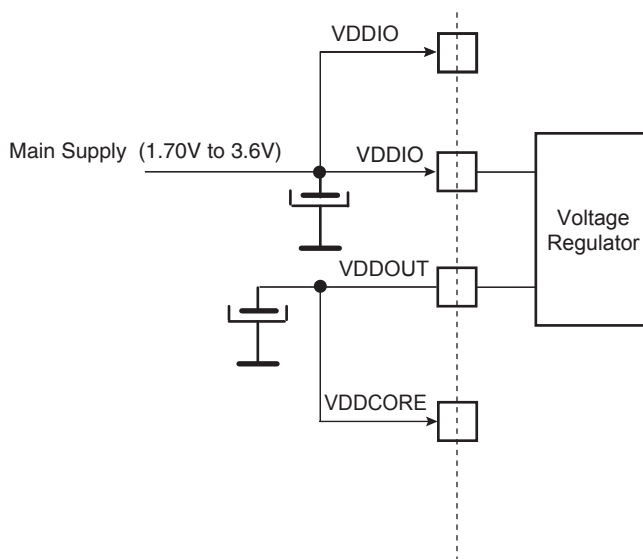 VDDIO
Main Supply (1.70V to 3.6V)
VDDIO
Voltage
Regulator
VDDOUT
VDDCORE